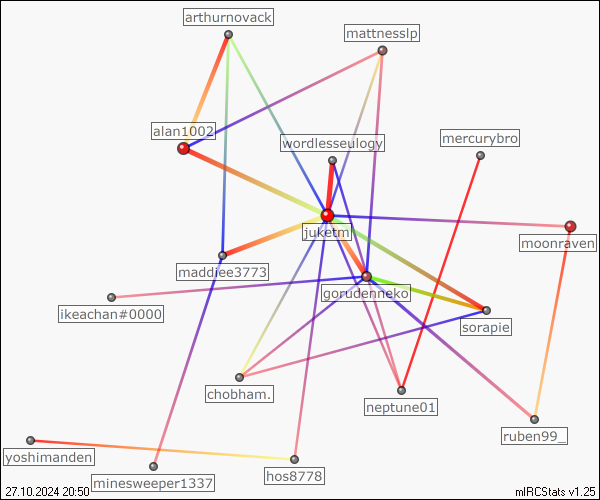 arthurnovack
mattnesslp
alan1002
wordlesseulogy
mercurybro
juketm
moonraven
maddiee3773
gorudenneko
ikeachan#0000
sorapie
chobham.
neptune01
ruben99_
yoshimanden
hos8778
minesweeper1337
27.10.2024 20:50
mIRCStats v1.25